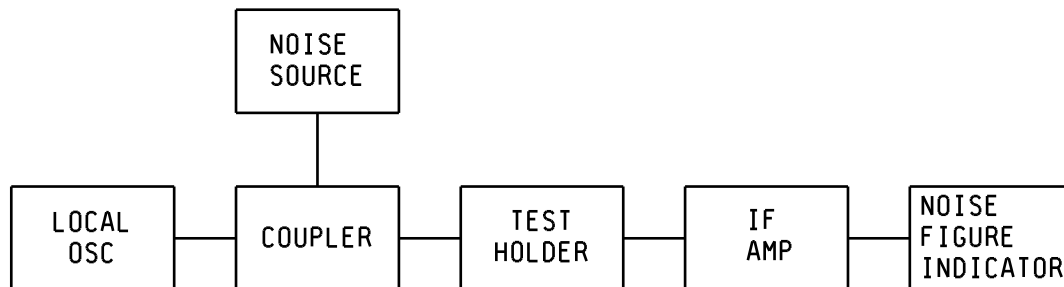 NOISE
SOURCE
LOCAL
OSC
COUPLER
TEST
HOLDER
IF
AMP
NOISE
FIGURE
INDICATOR